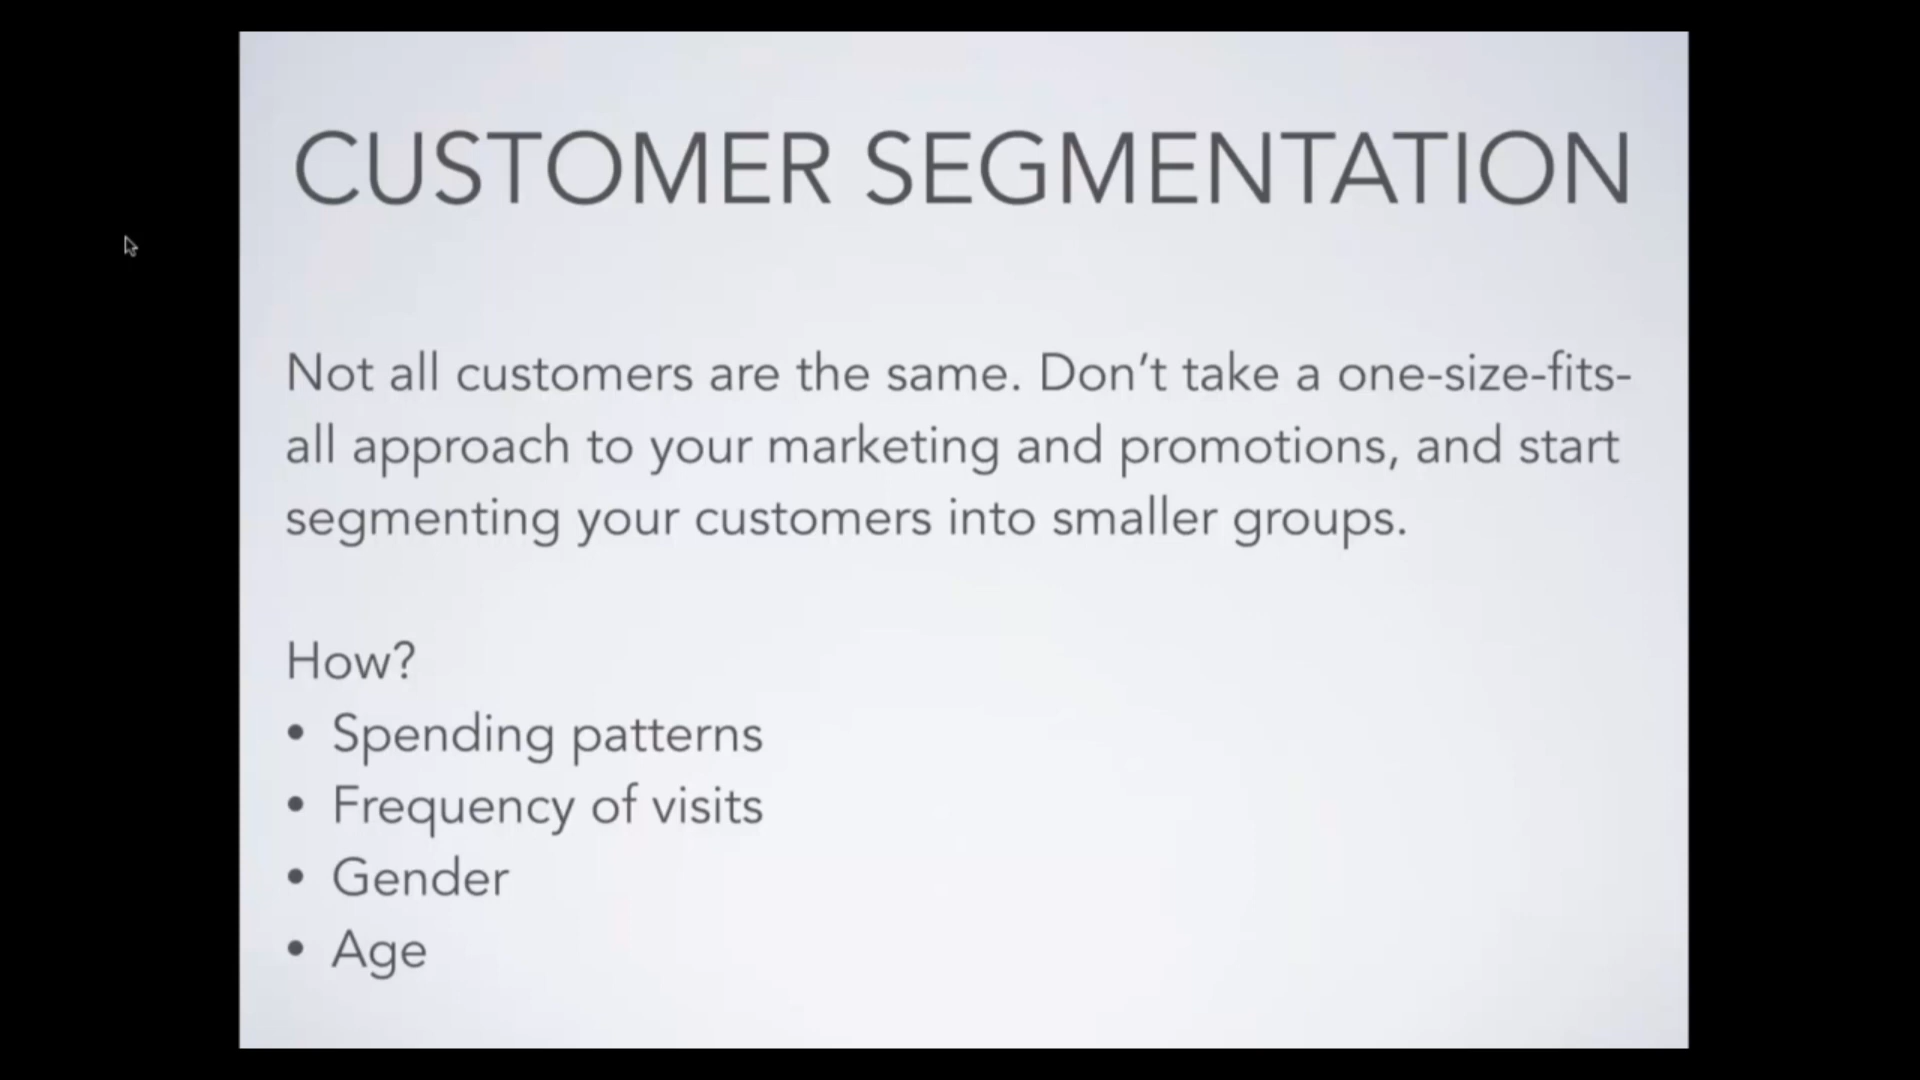 CUSTOMER SEGMENTATION
Not all customers are the same. Don’t take a one-size-fits-
all approach to your marketing and promotions, and start
segmenting your customers into smaller groups.
How?
• Spending patterns
• Frequency of visits
• Gender
• Age